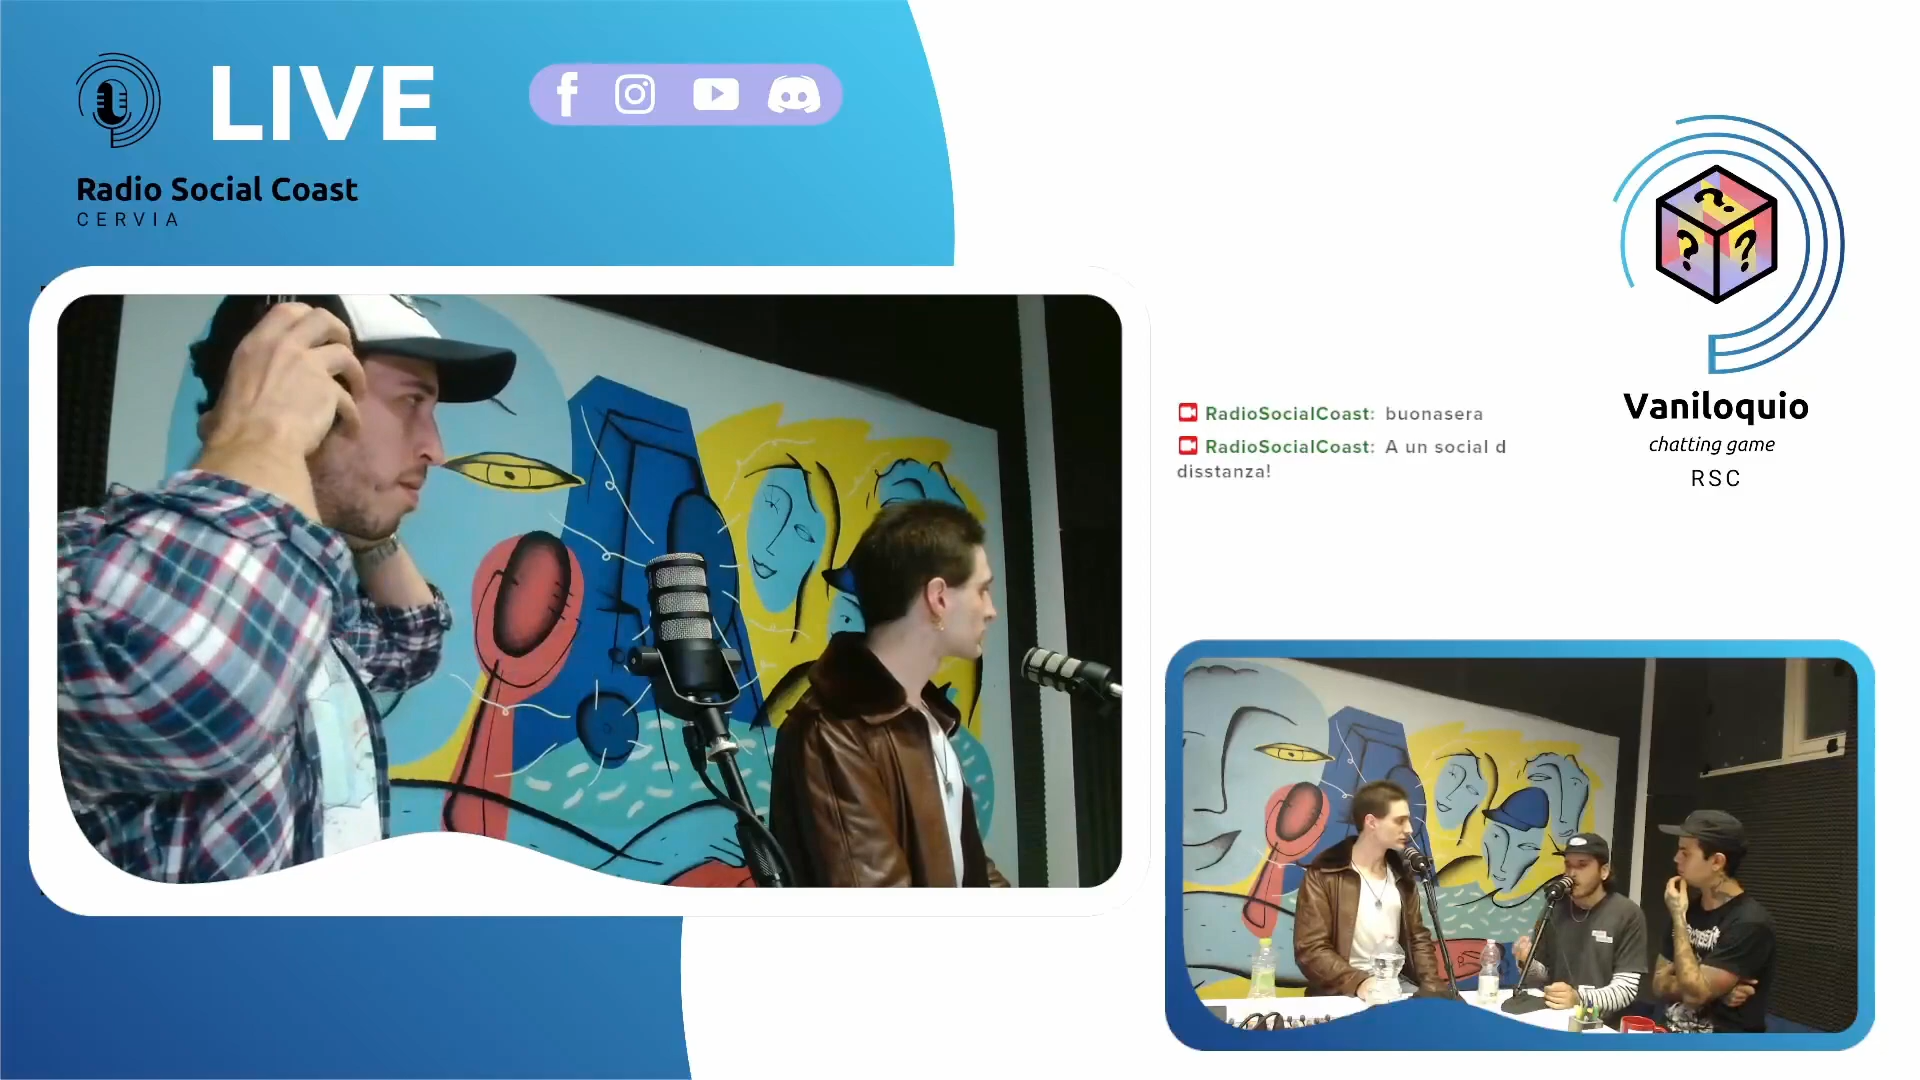 LIVE
Radio Social Coast
CERVIA
RadioSocialCoast: buonasera
RadioSocialCoast: A un social d
disstanza!
Vaniloquio
chatting game
RSC